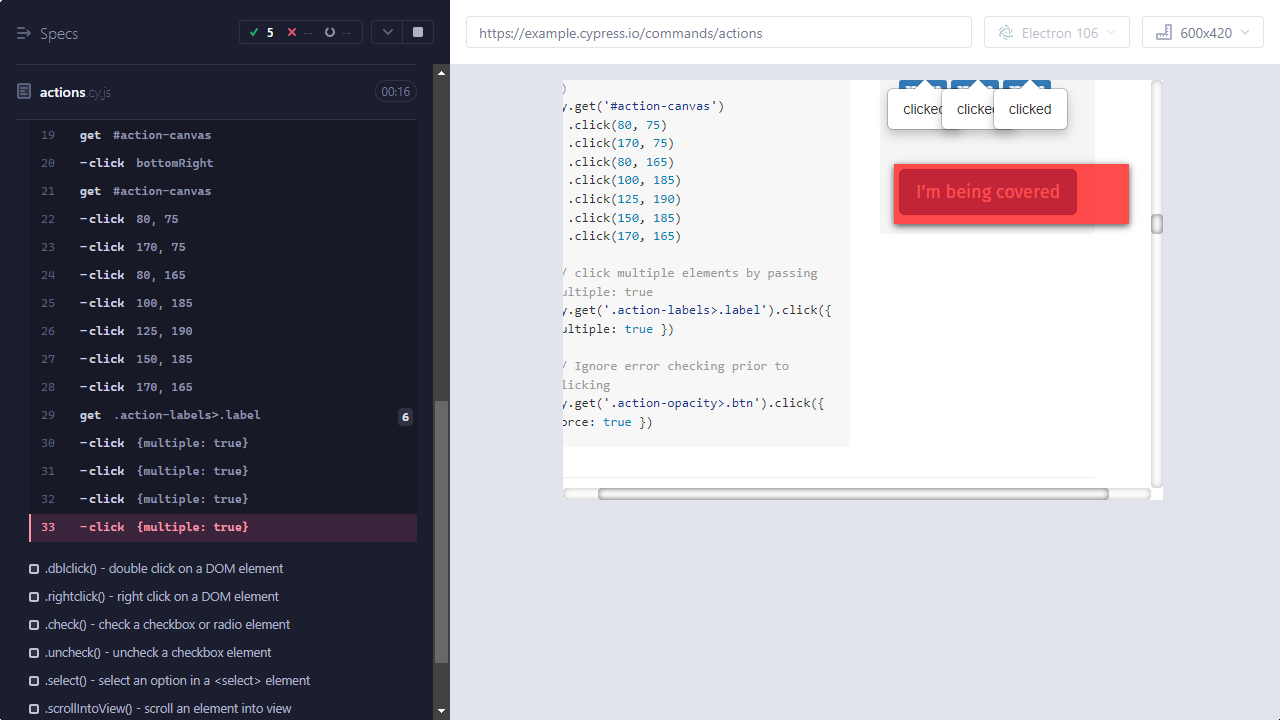 Specs
5
--
--
https://example.cypress.io/commands/actions
Electron 106
600x420
actions cy.js
00:16
19 get #action-canvas
20 -click bottomRight
21 get #action-canvas
22 -click 80, 75
23 -click 170, 75
24 -click 80, 165
25 -click 100, 185
26 -click 125, 190
27 -click 150, 185
28 -click 170, 165
29 get .action-labels>.label 6
30 -click {multiple: true}
31 -click {multiple: true}
32 -click {multiple: true}
33 -click {multiple: true}
.dblclick() - double click on a DOM element
.rightclick() - right click on a DOM element
.check() - check a checkbox or radio element
.uncheck() - uncheck a checkbox element
.select() - select an option in a <select> element
.scrollIntoView() - scroll an element into view
)
y.get('#action-canvas')
.click(80, 75)
.click(170, 75)
.click(80, 165)
.click(100, 185)
.click(125, 190)
.click(150, 185)
.click(170, 165)
/ click multiple elements by passing
ultiple: true
y.get('.action-labels>.label').click({
ultiple: true })
/ Ignore error checking prior to
licking
y.get('.action-opacity>.btn').click({
orce: true })
clicked
clicked
clicked
I'm being covered